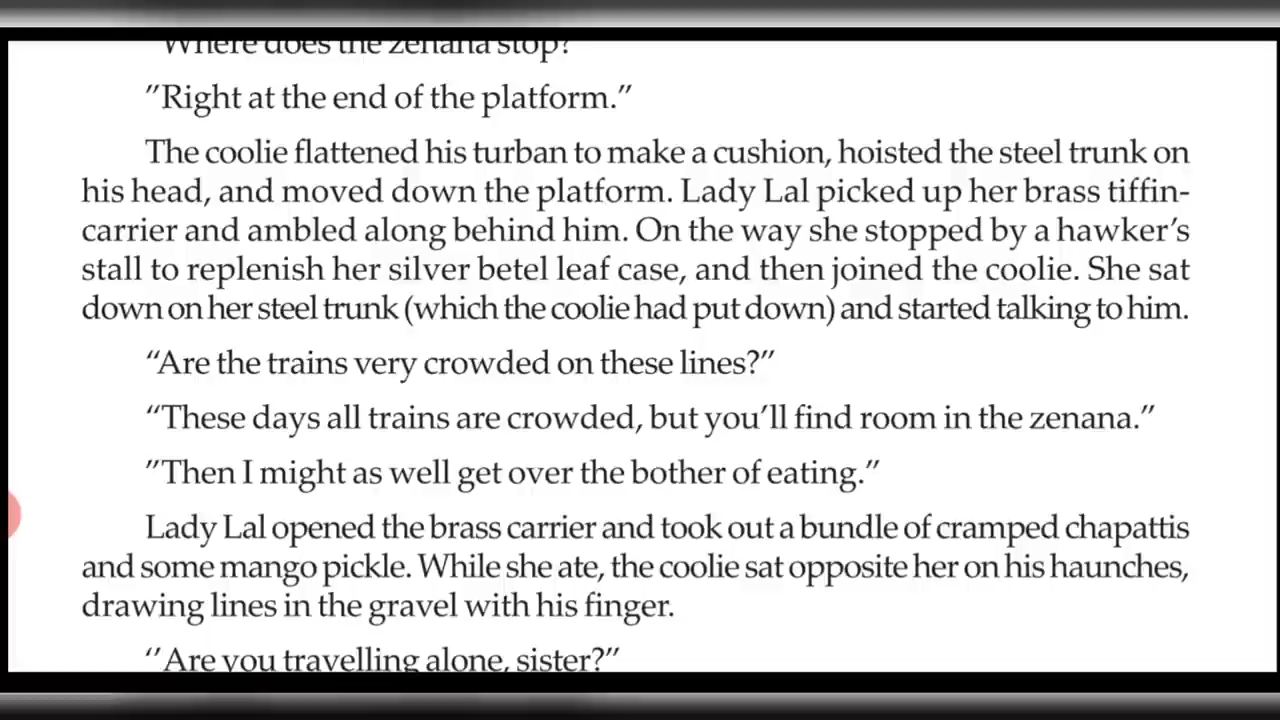 "Where does the zenana stop?
"Right at the end of the platform."
The coolie flattened his turban to make a cushion, hoisted the steel trunk on
his head, and moved down the platform. Lady Lal picked up her brass tiffin-
carrier and ambled along behind him. On the way she stopped by a hawker's
stall to replenish her silver betel leaf case, and then joined the coolie. She sat
down on her steel trunk (which the coolie had put down) and started talking to him.
"Are the trains very crowded on these lines?"
"These days all trains are crowded, but you'll find room in the zenana."
"Then I might as well get over the bother of eating."
Lady Lal opened the brass carrier and took out a bundle of cramped chapattis
and some mango pickle. While she ate, the coolie sat opposite her on his haunches,
drawing lines in the gravel with his finger.
"Are you travelling alone, sister?"